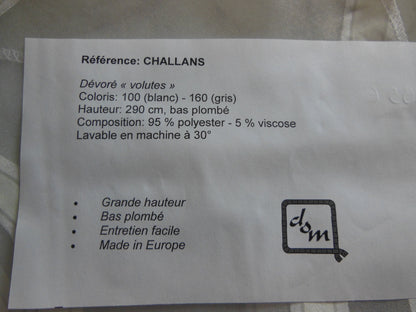 Référence: CHALLANS
Dévoré « volutes »
Coloris: 100 (blanc) - 160 (gris)
Hauteur: 290 cm, bas plombé
Composition: 95 % polyester - 5 % viscose
Lavable en machine à 30°
• Grande hauteur
• Bas plombé
• Entretien facile
• Made in Europe
dom